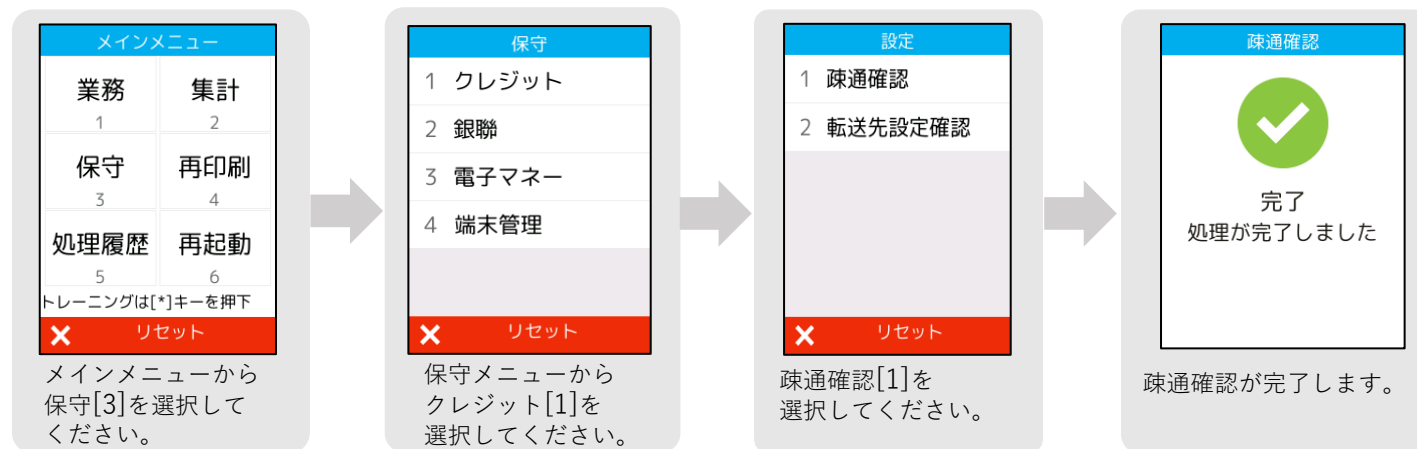 メインメニュー
業務 集計
1 2
保守 再印刷
3 4
処理履歴 再起動
5 6
トレーニングは[*]キーを押下
リセット
メインメニューから
保守[3]を選択して
ください。
保守
1 クレジット
2 銀聯
3 電子マネー
4 端末管理
リセット
保守メニューから
クレジット[1]を
選択してください。
設定
1 疎通確認
2 転送先設定確認
リセット
疎通確認[1]を
選択してください。
疎通確認
完了
処理が完了しました
疎通確認が完了します。